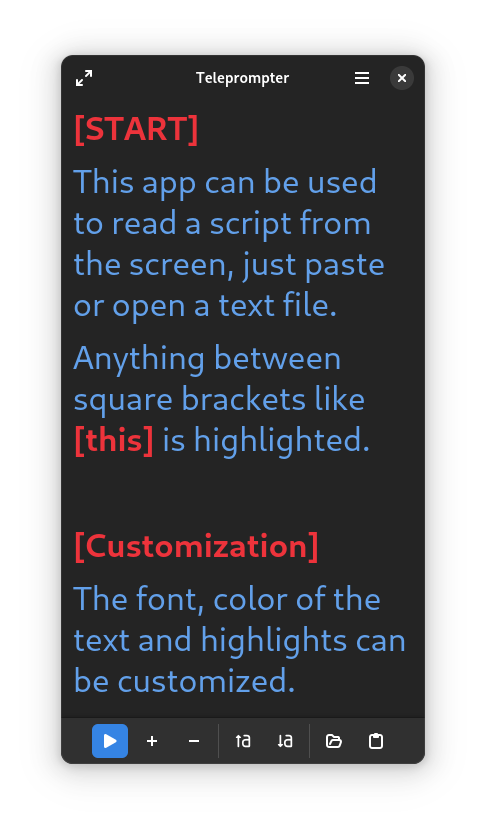 Teleprompter
[START]
This app can be used
to read a script from
the screen, just paste
or open a text file.
Anything between
square brackets like
[this] is highlighted.
[Customization]
The font, color of the
text and highlights can
be customized.
↑a ↓a